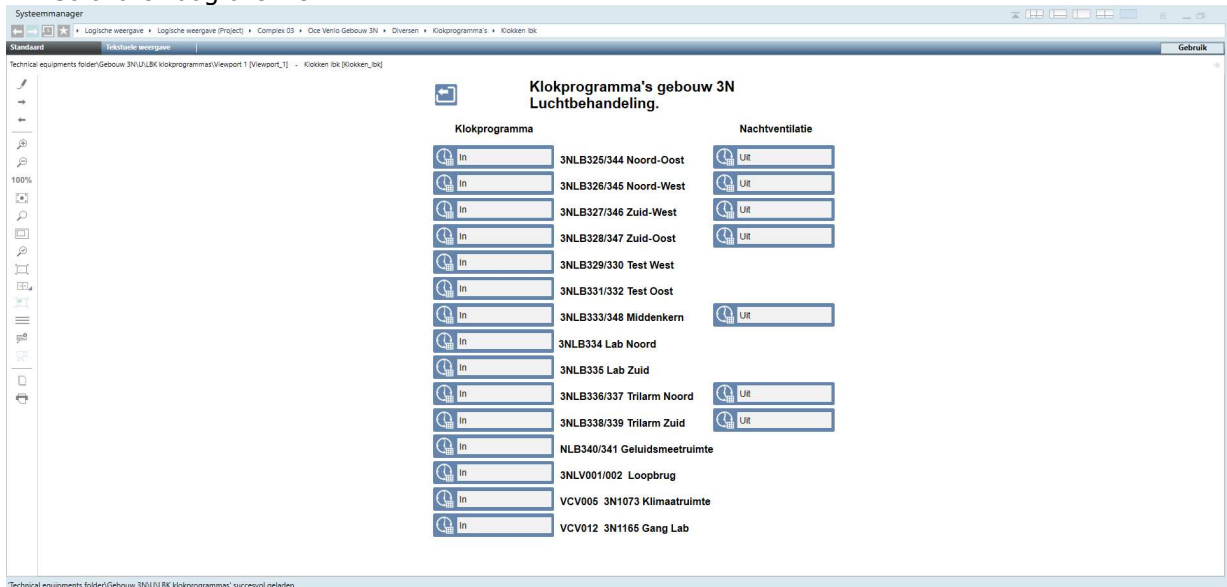 Systeemmanager
Logische weergave ▸ Logische weergave (Project) ▸ Complex 03 ▸ Oce Venlo Gebouw 3N ▸ Diversen ▸ Klokprogramma's ▸ Klokken lbk
Standaard Tekstuele weergave Gebruik
Technical equipments folder\Gebouw 3N\U\LBK klokprogrammas\Viewport 1 [Viewport_1] - Klokken lbk [Klokken_lbk]
Klokprogramma's gebouw 3N
Luchtbehandeling.
Klokprogramma Nachtventilatie
In 3NLB325/344 Noord-Oost Uit
In 3NLB326/345 Noord-West Uit
In 3NLB327/346 Zuid-West Uit
In 3NLB328/347 Zuid-Oost Uit
In 3NLB329/330 Test West
In 3NLB331/332 Test Oost
In 3NLB333/348 Middenkern Uit
In 3NLB334 Lab Noord
In 3NLB335 Lab Zuid
In 3NLB336/337 Trilarm Noord Uit
In 3NLB338/339 Trilarm Zuid Uit
In NLB340/341 Geluidsmeetruimte
In 3NLV001/002 Loopbrug
In VCV005 3N1073 Klimaatruimte
In VCV012 3N1165 Gang Lab
100%
'Technical equipments folder\Gebouw 3N\U\LBK klokprogrammas' succesvol geladen